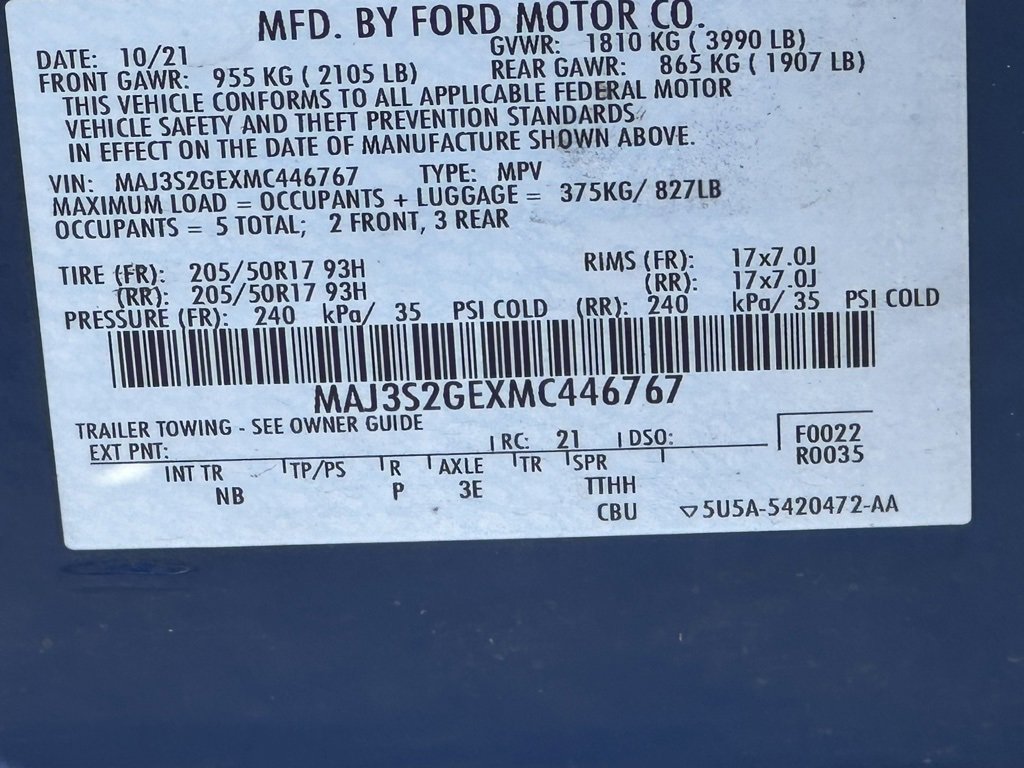 MFD. BY FORD MOTOR CO.
DATE: 10/21 GVWR: 1810 KG ( 3990 LB)
FRONT GAWR: 955 KG ( 2105 LB) REAR GAWR: 865 KG ( 1907 LB)
THIS VEHICLE CONFORMS TO ALL APPLICABLE FEDERAL MOTOR
VEHICLE SAFETY AND THEFT PREVENTION STANDARDS
IN EFFECT ON THE DATE OF MANUFACTURE SHOWN ABOVE.
VIN: MAJ3S2GEXMC446767 TYPE: MPV
MAXIMUM LOAD = OCCUPANTS + LUGGAGE = 375KG/ 827LB
OCCUPANTS = 5 TOTAL; 2 FRONT, 3 REAR
TIRE (FR): 205/50R17 93H RIMS (FR): 17x7.0J
(RR): 205/50R17 93H (RR): 17x7.0J
PRESSURE (FR): 240 kPa/ 35 PSI COLD (RR): 240 kPa/ 35 PSI COLD
MAJ3S2GEXMC446767
TRAILER TOWING - SEE OWNER GUIDE
EXT PNT: RC: 21 DSO: F0022
R0035
INT TR TP/PS R AXLE TR SPR
NB P 3E TTHH
CBU ▽5U5A-5420472-AA